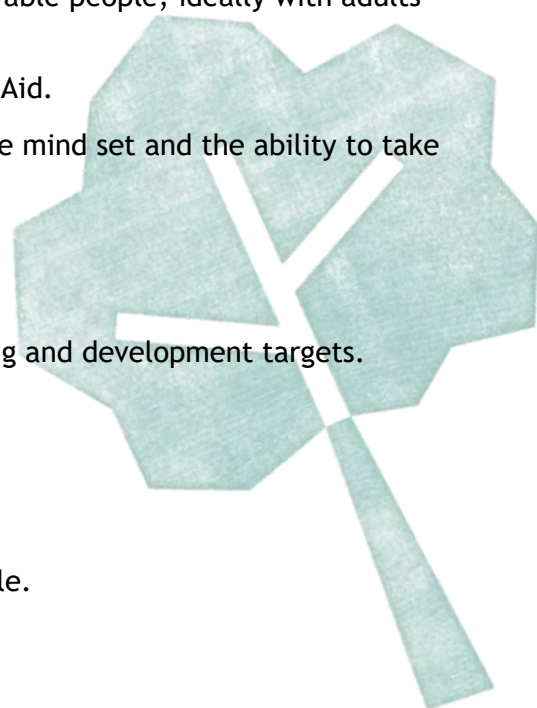 able people, ideally with adults
Aid.
e mind set and the ability to take
g and development targets.
le.